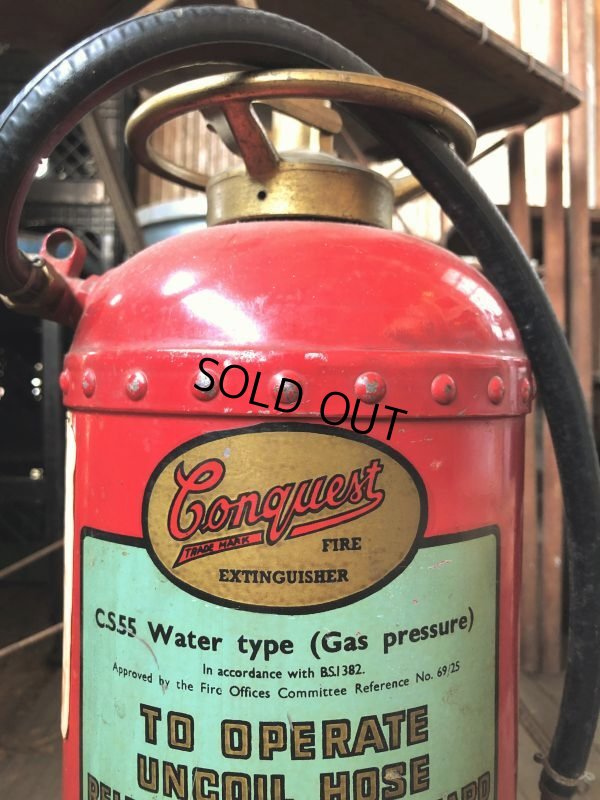 SOLD OUT
Conquest
TRADE MARK
FIRE
EXTINGUISHER
C.S.55 Water type (Gas pressure)
In accordance with B.S.1382.
Approved by the Fire Offices Committee Reference No. 69/25
TO OPERATE
UNCOIL HOSE